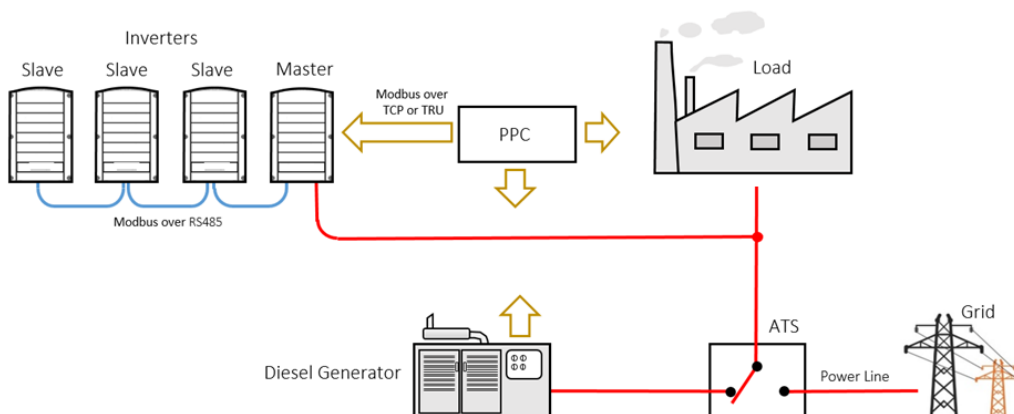 Inverters
Slave
Slave
Slave
Master
Modbus over
TCP or TRU
PPC
Load
Modbus over RS485
Diesel Generator
ATS
Power Line
Grid